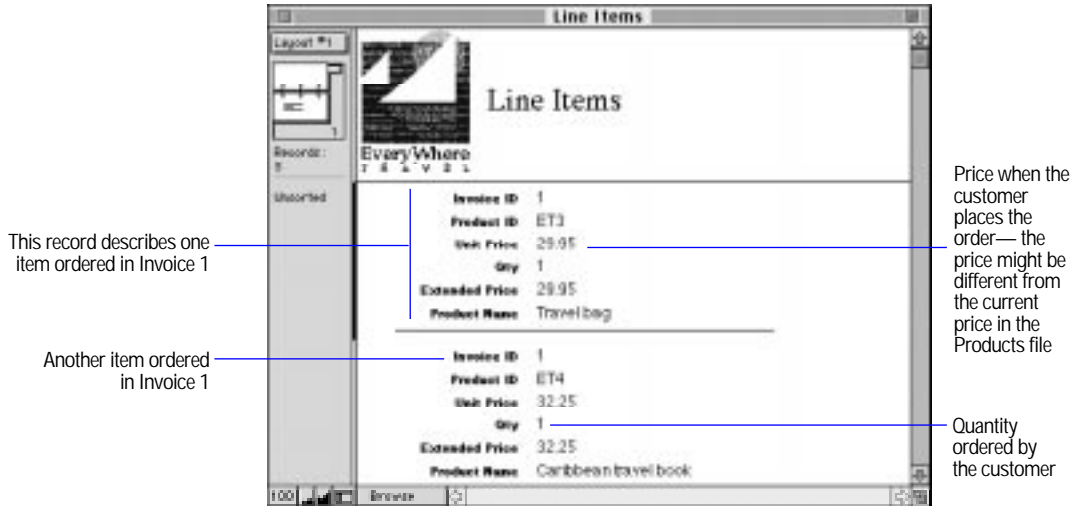 Line Items
Layout #1
1
Records:
Unsorted
EveryWhere
TRAVEL
Line Items
Invoice ID 1
Product ID ET3
Unit Price 29.95
Qty 1
Extended Price 29.95
Product Name Travel bag
Invoice ID 1
Product ID ET4
Unit Price 32.25
Qty 1
Extended Price 32.25
Product Name Caribbean travel book
100
Browse
This record describes one
item ordered in Invoice 1
Another item ordered
in Invoice 1
Price when the
customer
places the
order— the
price might be
different from
the current
price in the
Products file
Quantity
ordered by
the customer